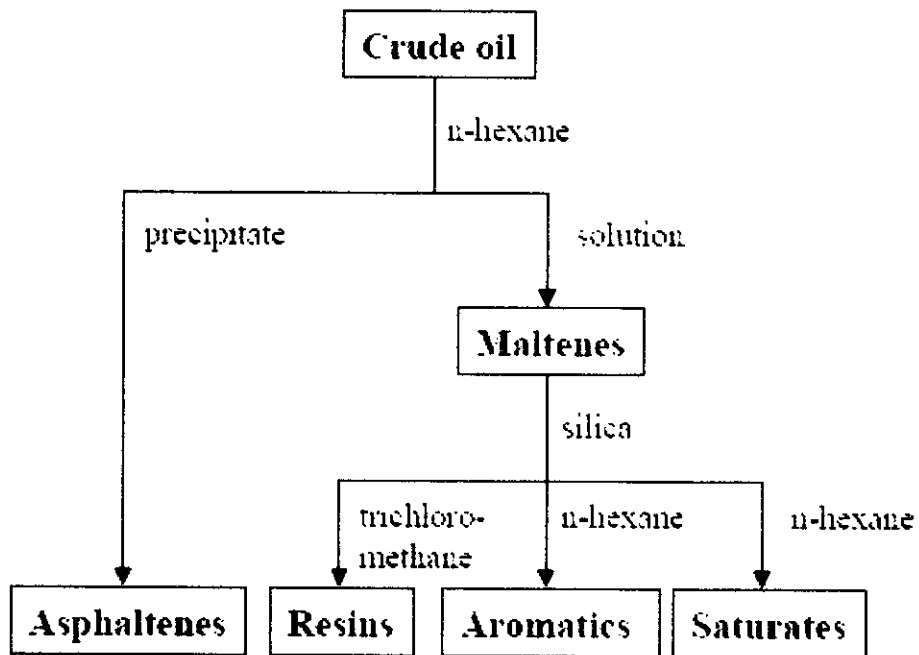 Crude oil
n-hexane
precipitate
solution
Maltenes
silica
trichloro-
methane
n-hexane
n-hexane
Asphaltenes
Resins
Aromatics
Saturates